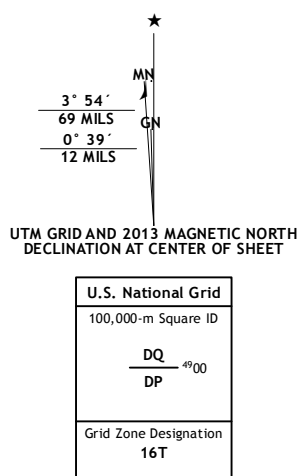 ★
MN
3° 54´
69 MILS
GN
0° 39´
12 MILS
UTM GRID AND 2013 MAGNETIC NORTH
DECLINATION AT CENTER OF SHEET
U.S. National Grid
100,000-m Square ID
DQ
4900
DP
Grid Zone Designation
16T